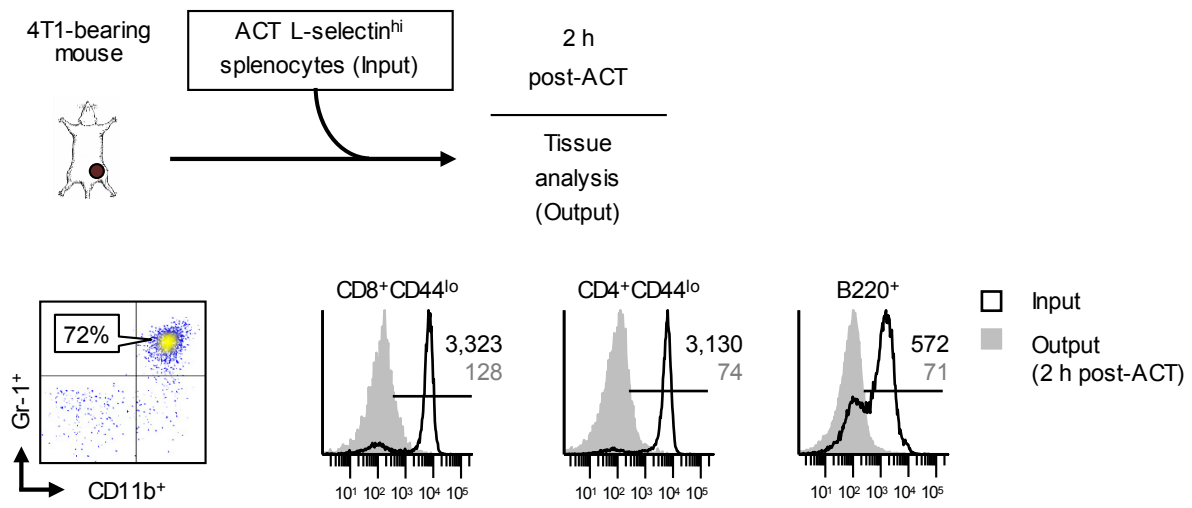 4T1-bearing
mouse
ACT L-selectinhi
splenocytes (Input)
2 h
post-ACT
Tissue
analysis
(Output)
72%
Gr-1+
CD11b+
CD8+CD44lo
3,323
128
10¹ 10² 10³ 10⁴ 10⁵
CD4+CD44lo
3,130
74
10¹ 10² 10³ 10⁴ 10⁵
B220+
572
71
10¹ 10² 10³ 10⁴ 10⁵
Input
Output
(2 h post-ACT)